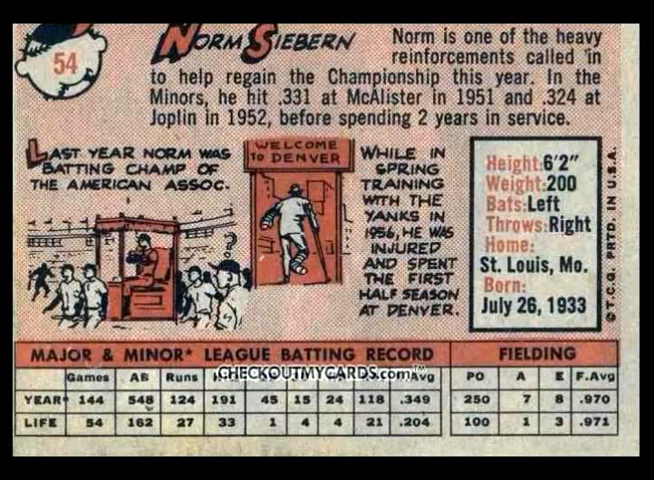 54
NORM SIEBERN
Norm is one of the heavy
reinforcements called in
to help regain the Championship this year. In the
Minors, he hit .331 at McAlister in 1951 and .324 at
Joplin in 1952, before spending 2 years in service.
LAST YEAR NORM WAS
BATTING CHAMP OF
THE AMERICAN ASSOC.
?
WELCOME
TO DENVER
WHILE IN
SPRING
TRAINING
WITH THE
YANKS IN
1956, HE WAS
INJURED
AND SPENT
THE FIRST
HALF SEASON
AT DENVER.
Height: 6'2"
Weight: 200
Bats: Left
Throws: Right
Home:
St. Louis, Mo.
Born:
July 26, 1933
© T.C.G. PRTD. IN U.S.A.
MAJOR & MINOR* LEAGUE BATTING RECORD FIELDING
Games AB Runs Avg PO A E F.Avg
CHECKOUTMYCARDS.com™
YEAR* 144 548 124 191 45 15 24 118 .349 250 7 8 .970
LIFE 54 162 27 33 1 4 4 21 .204 100 1 3 .971